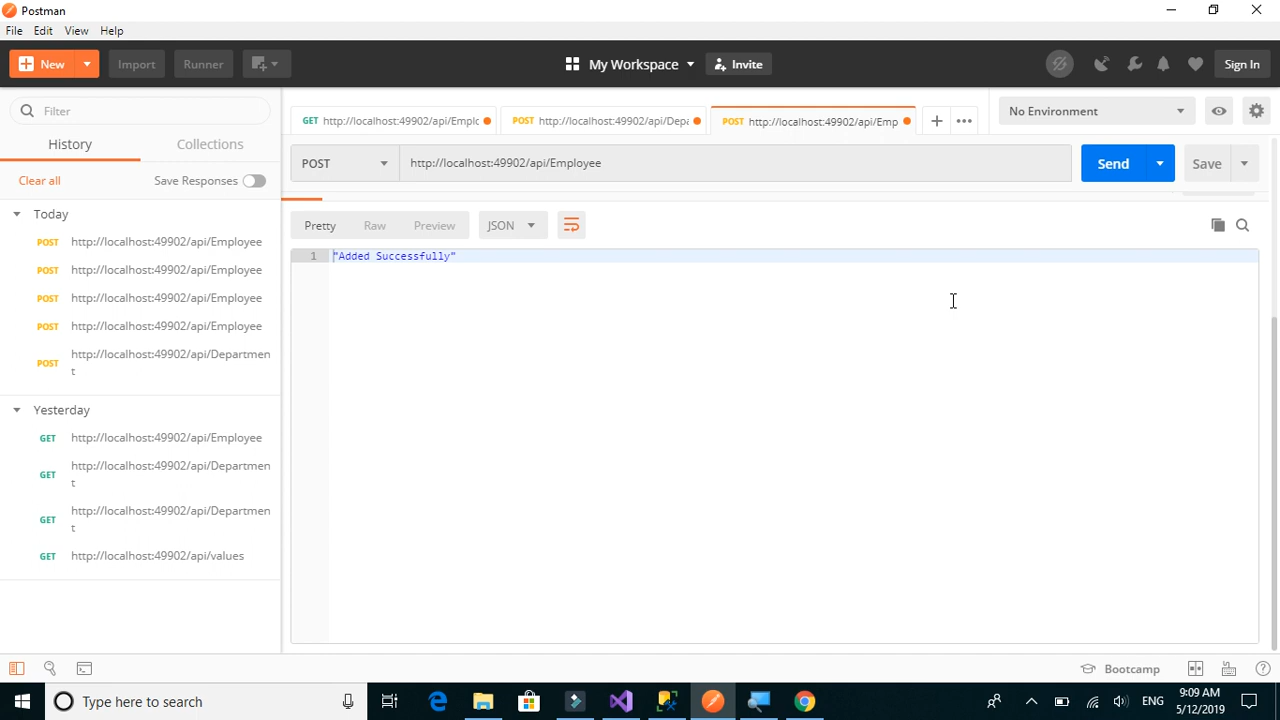 Postman
File Edit View Help
New Import Runner My Workspace Invite Sign In
Filter
History Collections
Clear all Save Responses
Today
POST http://localhost:49902/api/Employee
POST http://localhost:49902/api/Employee
POST http://localhost:49902/api/Employee
POST http://localhost:49902/api/Employee
POST http://localhost:49902/api/Departmen
t
Yesterday
GET http://localhost:49902/api/Employee
GET http://localhost:49902/api/Departmen
t
GET http://localhost:49902/api/Departmen
t
GET http://localhost:49902/api/values
GET http://localhost:49902/api/Emplc POST http://localhost:49902/api/Depa POST http://localhost:49902/api/Emp No Environment
POST http://localhost:49902/api/Employee Send Save
Pretty Raw Preview JSON
1 "Added Successfully"
Bootcamp
Type here to search ENG
9:09 AM
5/12/2019